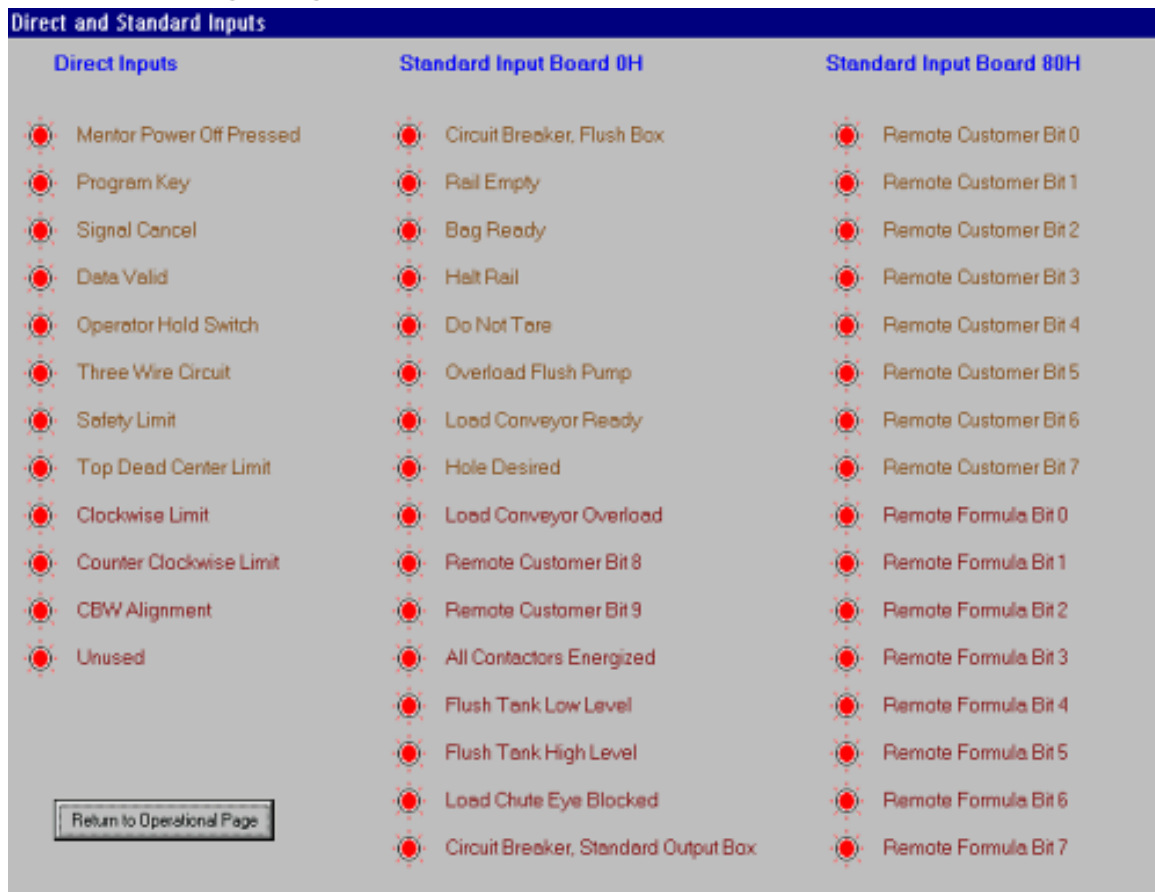 Direct and Standard Inputs
Direct Inputs
Mentor Power Off Pressed
Program Key
Signal Cancel
Data Valid
Operator Hold Switch
Three Wire Circuit
Safety Limit
Top Dead Center Limit
Clockwise Limit
Counter Clockwise Limit
CBW Alignment
Unused
Return to Operational Page
Standard Input Board 0H
Circuit Breaker, Flush Box
Rail Empty
Bag Ready
Halt Rail
Do Not Tare
Overload Flush Pump
Load Conveyor Ready
Hole Desired
Load Conveyor Overload
Remote Customer Bit 8
Remote Customer Bit 9
All Contactors Energized
Flush Tank Low Level
Flush Tank High Level
Load Chute Eye Blocked
Circuit Breaker, Standard Output Box
Standard Input Board 80H
Remote Customer Bit 0
Remote Customer Bit 1
Remote Customer Bit 2
Remote Customer Bit 3
Remote Customer Bit 4
Remote Customer Bit 5
Remote Customer Bit 6
Remote Customer Bit 7
Remote Formula Bit 0
Remote Formula Bit 1
Remote Formula Bit 2
Remote Formula Bit 3
Remote Formula Bit 4
Remote Formula Bit 5
Remote Formula Bit 6
Remote Formula Bit 7